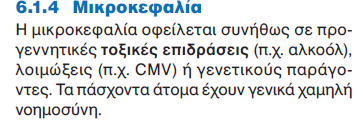 6.1.4 Μικροκεφαλία
Η μικροκεφαλία οφείλεται συνήθως σε προ-
γεννητικές τοξικές επιδράσεις (π.χ. αλκοόλ),
λοιμώξεις (π.χ. CMV) ή γενετικούς παράγο-
ντες. Τα πάσχοντα άτομα έχουν γενικά χαμηλή
νοημοσύνη.